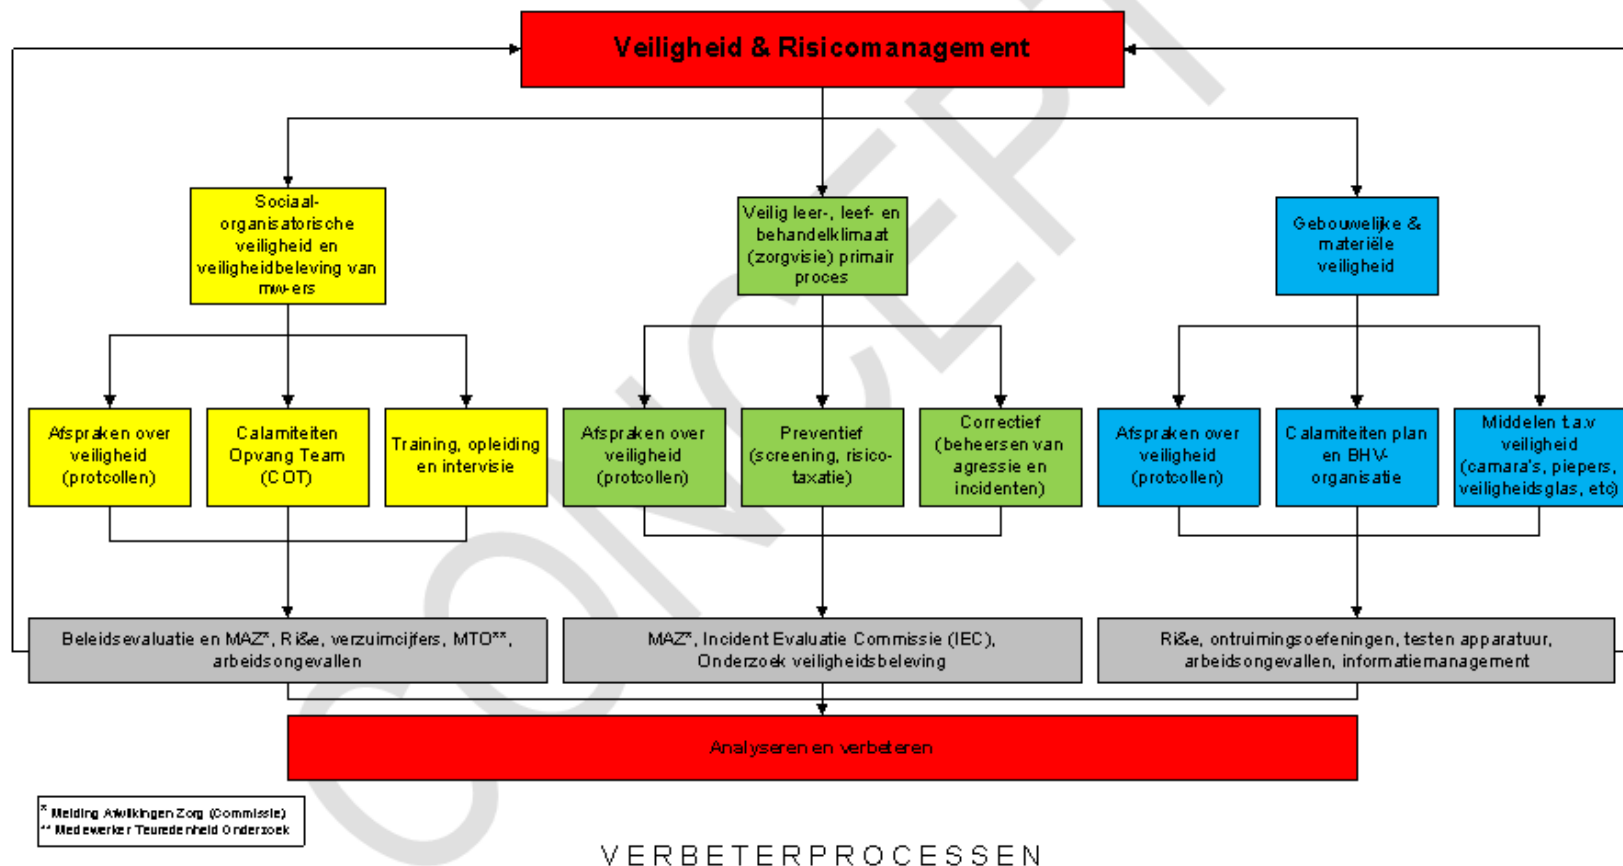 Veiligheid & Risicomanagement
Sociaal-
organisatorische
veiligheid en
veiligheidbeleving van
mw-ers
Veilig leer-, leef- en
behandelklimaat
(zorgvisie) primair
proces
Gebouwelijke &
materiële
veiligheid
Afspraken over
veiligheid
(protcollen)
Calamiteiten
Opvang Team
(COT)
Training, opleiding
en intervisie
Afspraken over
veiligheid
(protcollen)
Preventief
(screening, risico-
taxatie)
Correctief
(beheersen van
agressie en
incidenten)
Afspraken over
veiligheid
(protcollen)
Calamiteiten plan
en BHV-
organisatie
Middelen t.a.v
veiligheid
(camara's, piepers,
veiligheidsglas, etc)
Beleidsevaluatie en MAZ*, Ri&e, verzuimcijfers, MTO**,
arbeidsongevallen
MAZ*, Incident Evaluatie Commissie (IEC),
Onderzoek veiligheidsbeleving
Ri&e, ontruimingsoefeningen, testen apparatuur,
arbeidsongevallen, informatiemanagement
Analyseren en verbeteren
* Melding Afwijkingen Zorg (Commissie)
** Medewerker Tevredenheid Onderzoek
VERBETERPROCESSEN
CONCEPT